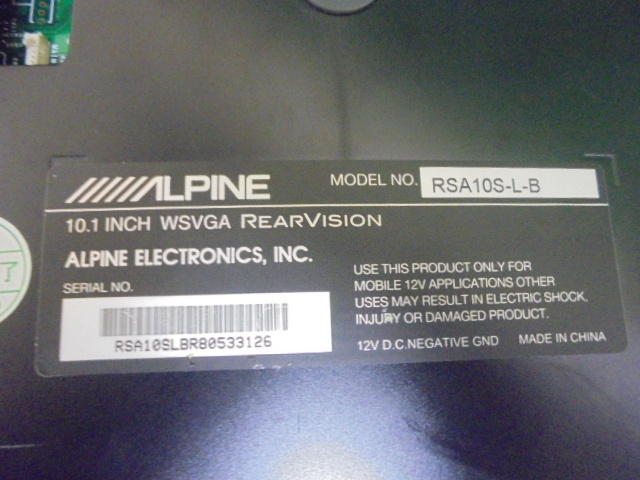 ALPINE
MODEL NO. RSA10S-L-B
10.1 INCH WSVGA REARVISION
ALPINE ELECTRONICS, INC.
SERIAL NO.
RSA10SLBR80533126
USE THIS PRODUCT ONLY FOR
MOBILE 12V APPLICATIONS OTHER
USES MAY RESULT IN ELECTRIC SHOCK,
INJURY OR DAMAGED PRODUCT.
12V D.C. NEGATIVE GND MADE IN CHINA